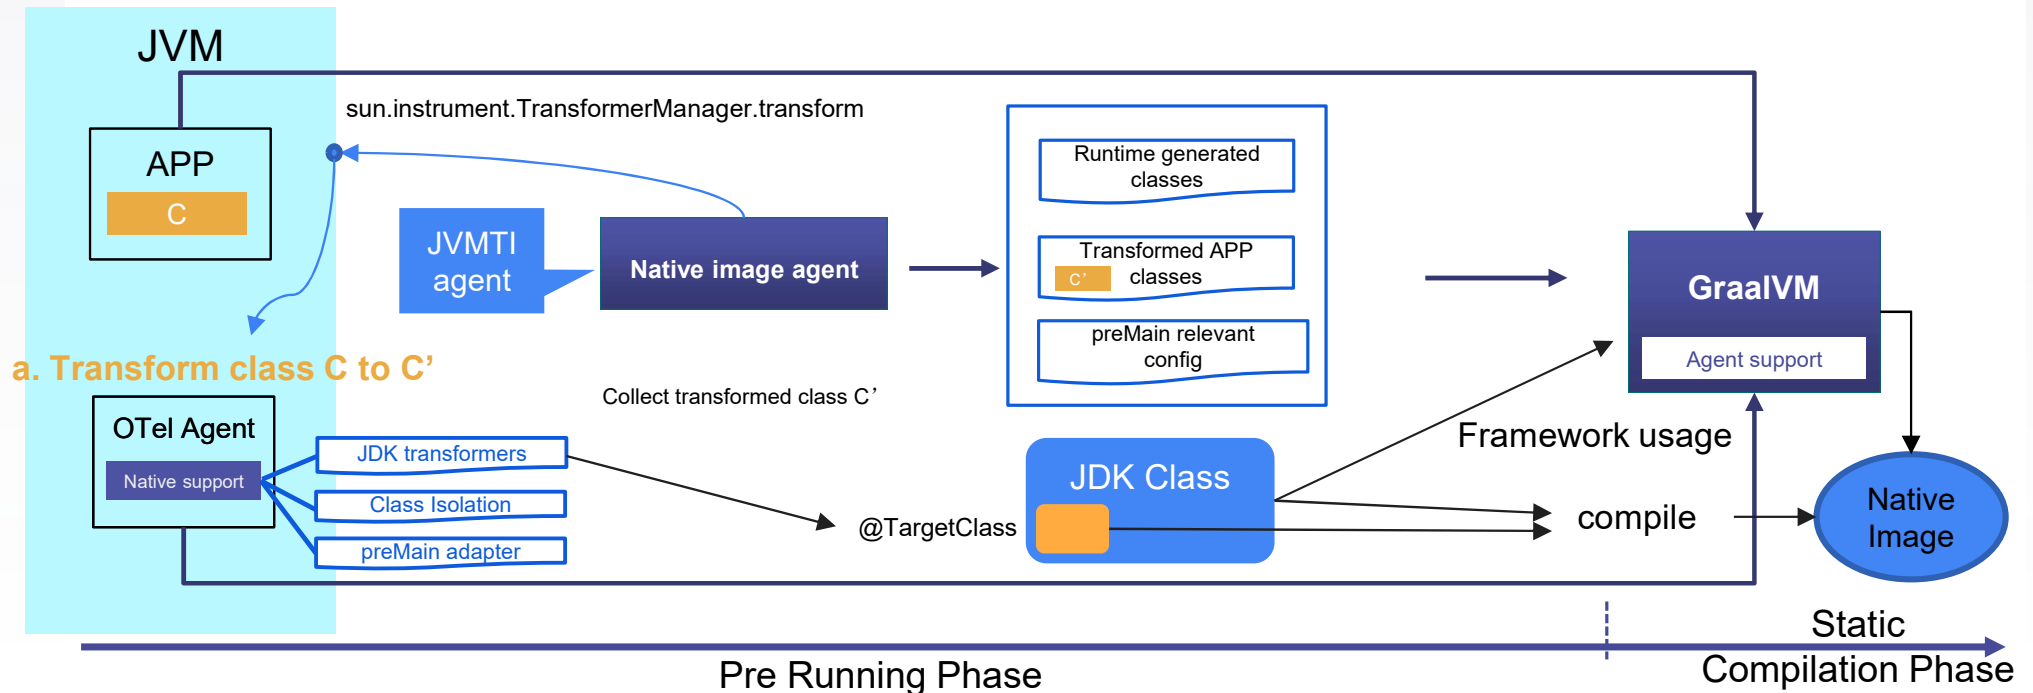 JVM
sun.instrument.TransformerManager.transform
APP
C
JVMTI
agent
Native image agent
Runtime generated
classes
Transformed APP
classes
C’
preMain relevant
config
GraalVM
Agent support
a. Transform class C to C’
Collect transformed class C’
OTel Agent
Native support
JDK transformers
Class Isolation
preMain adapter
@TargetClass
JDK Class
Framework usage
compile
Native
Image
Pre Running Phase
Static
Compilation Phase